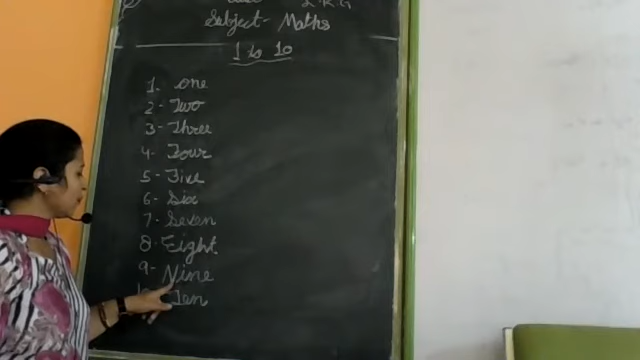 L.K.G
Subject- Maths
1 to 10
1. one
2- Two
3- Three
4- Four
5- Five
6- Six
7- Seven
8- Eight
9- Nine
Ten